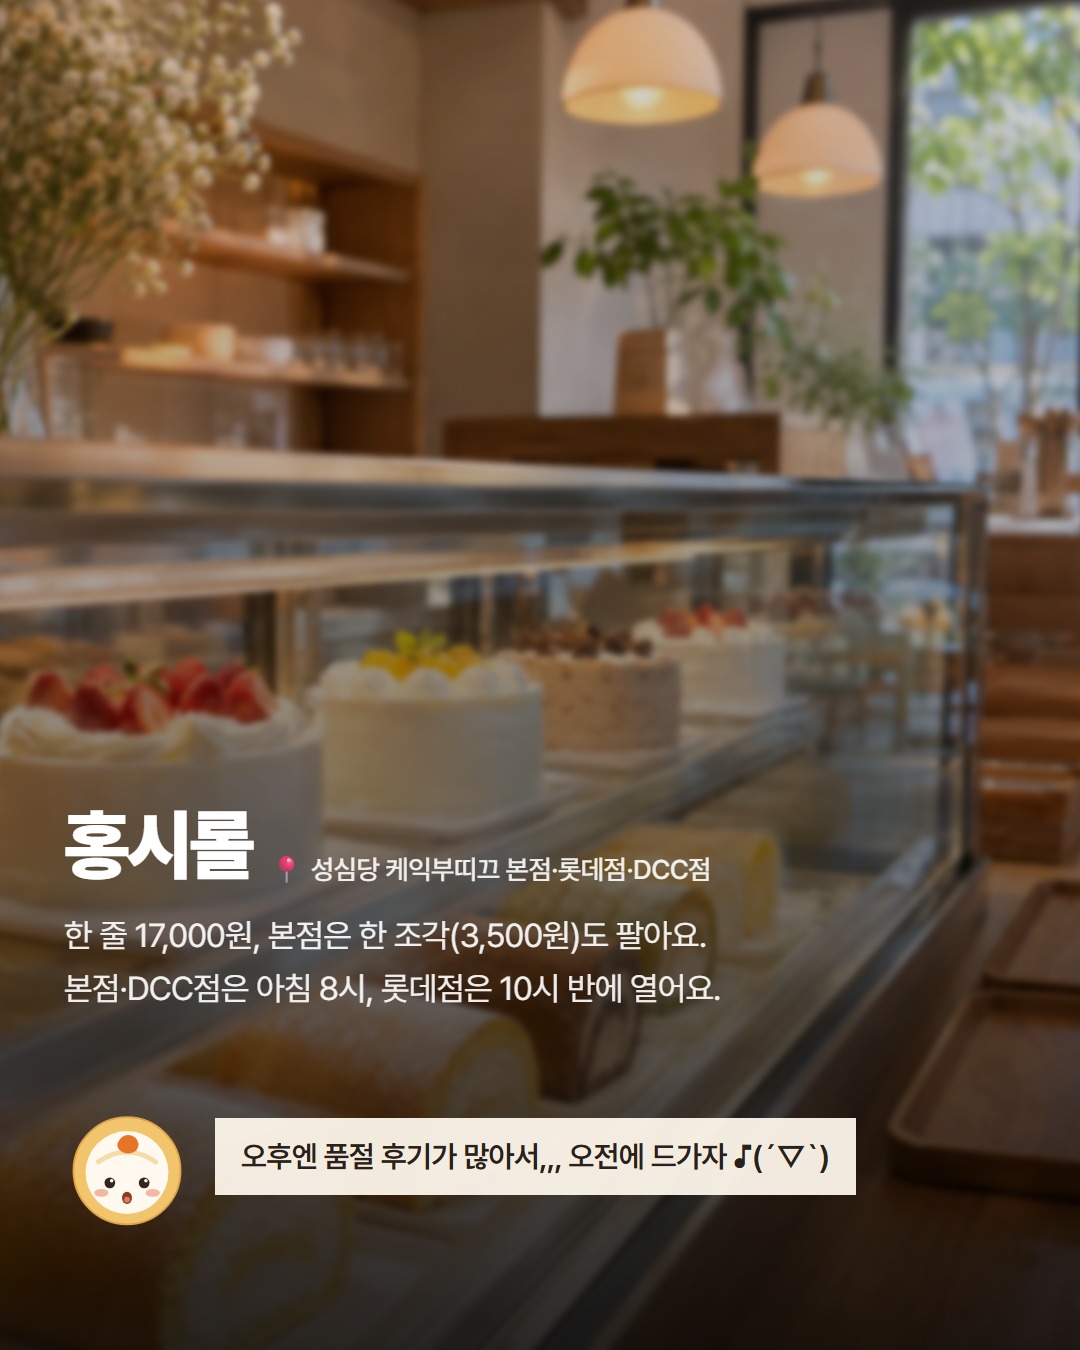 홍시롤
📍 성심당 케익부띠끄 본점·롯데점·DCC점
한 줄 17,000원, 본점은 한 조각(3,500원)도 팔아요.
본점·DCC점은 아침 8시, 롯데점은 10시 반에 열어요.
오후엔 품절 후기가 많아서,,, 오전에 드가자 ♪(´▽`)